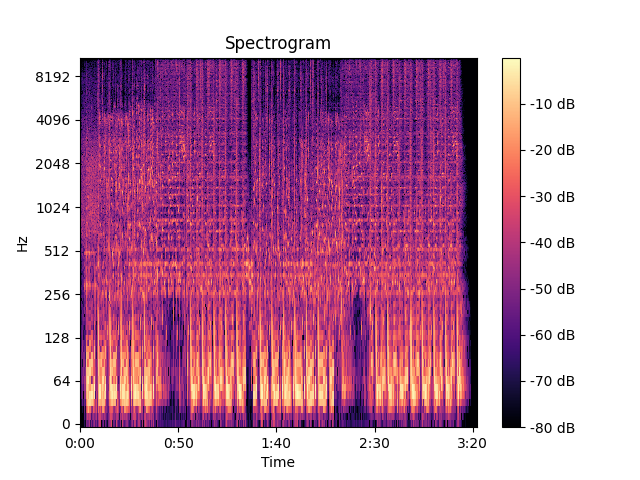 Spectrogram
8192
4096
2048
1024
512
256
128
64
0
Hz
0:00 0:50 1:40 2:30 3:20
Time
-10 dB
-20 dB
-30 dB
-40 dB
-50 dB
-60 dB
-70 dB
-80 dB